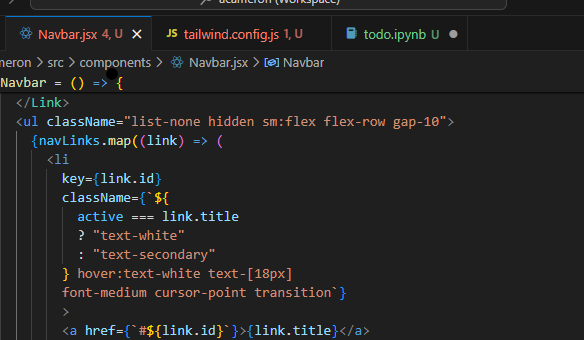 acameron (Workspace)
Navbar.jsx 4, U
JS tailwind.config.js 1, U
todo.ipynb U
meron > src > components > Navbar.jsx > Navbar
Navbar = () => {
</Link>
<ul className="list-none hidden sm:flex flex-row gap-10">
{navLinks.map((link) => (
<li
key={link.id}
className={`${
active === link.title
? "text-white"
: "text-secondary"
} hover:text-white text-[18px]
font-medium cursor-point transition`}
>
<a href={`#${link.id}`}>{link.title}</a>